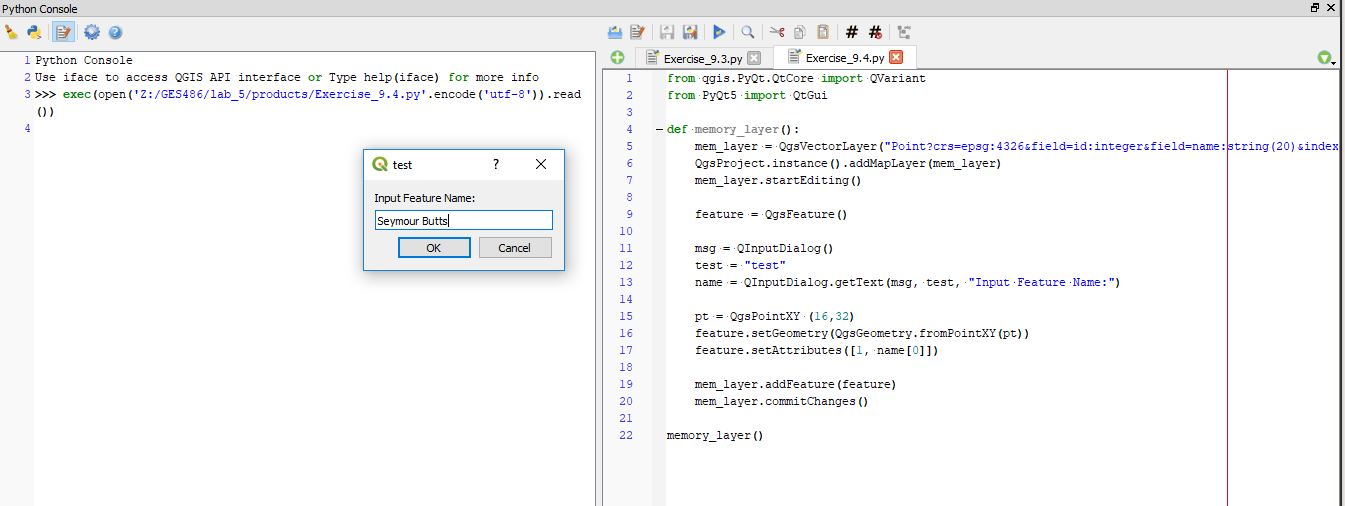 Python Console
1 Python Console
2 Use iface to access QGIS API interface or Type help(iface) for more info
3 >>> exec(open('Z:/GES486/lab_5/products/Exercise_9.4.py'.encode('utf-8')).read
())
4
test
Input Feature Name:
Seymour Butts
OK Cancel
Exercise_9.3.py Exercise_9.4.py
1 from qgis.PyQt.QtCore import QVariant
2 from PyQt5 import QtGui
3
4 def memory_layer():
5 mem_layer = QgsVectorLayer("Point?crs=epsg:4326&field=id:integer&field=name:string(20)&index
6 QgsProject.instance().addMapLayer(mem_layer)
7 mem_layer.startEditing()
8
9 feature = QgsFeature()
10
11 msg = QInputDialog()
12 test = "test"
13 name = QInputDialog.getText(msg, test, "Input Feature Name:")
14
15 pt = QgsPointXY (16,32)
16 feature.setGeometry(QgsGeometry.fromPointXY(pt))
17 feature.setAttributes([1, name[0]])
18
19 mem_layer.addFeature(feature)
20 mem_layer.commitChanges()
21
22 memory_layer()